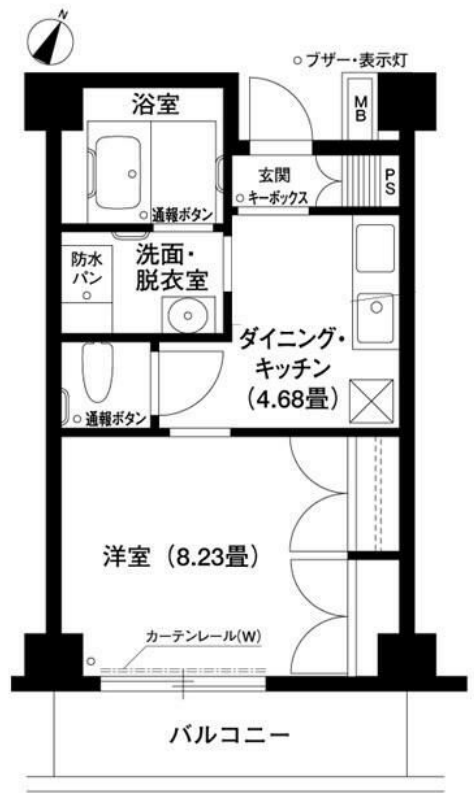 N
ブザー・表示灯
MB
浴室
玄関
キーボックス
PS
通報ボタン
防水
パン
洗面・
脱衣室
ダイニング・
キッチン
(4.68畳)
通報ボタン
洋室(8.23畳)
カーテンレール(W)
バルコニー